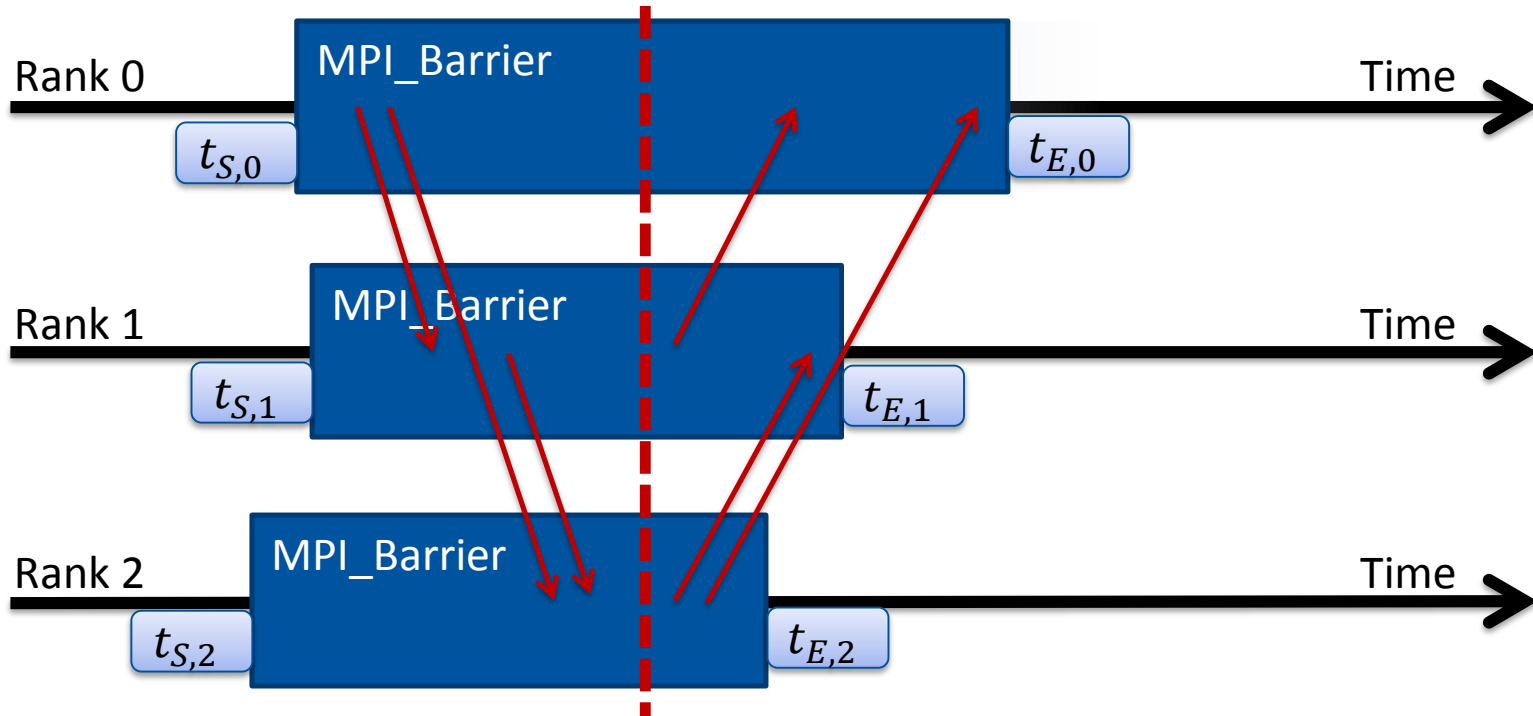 MPI_Barrier
Rank 0
Time
t_{S,0}
t_{E,0}
MPI_Barrier
Rank 1
Time
t_{S,1}
t_{E,1}
MPI_Barrier
Rank 2
Time
t_{S,2}
t_{E,2}